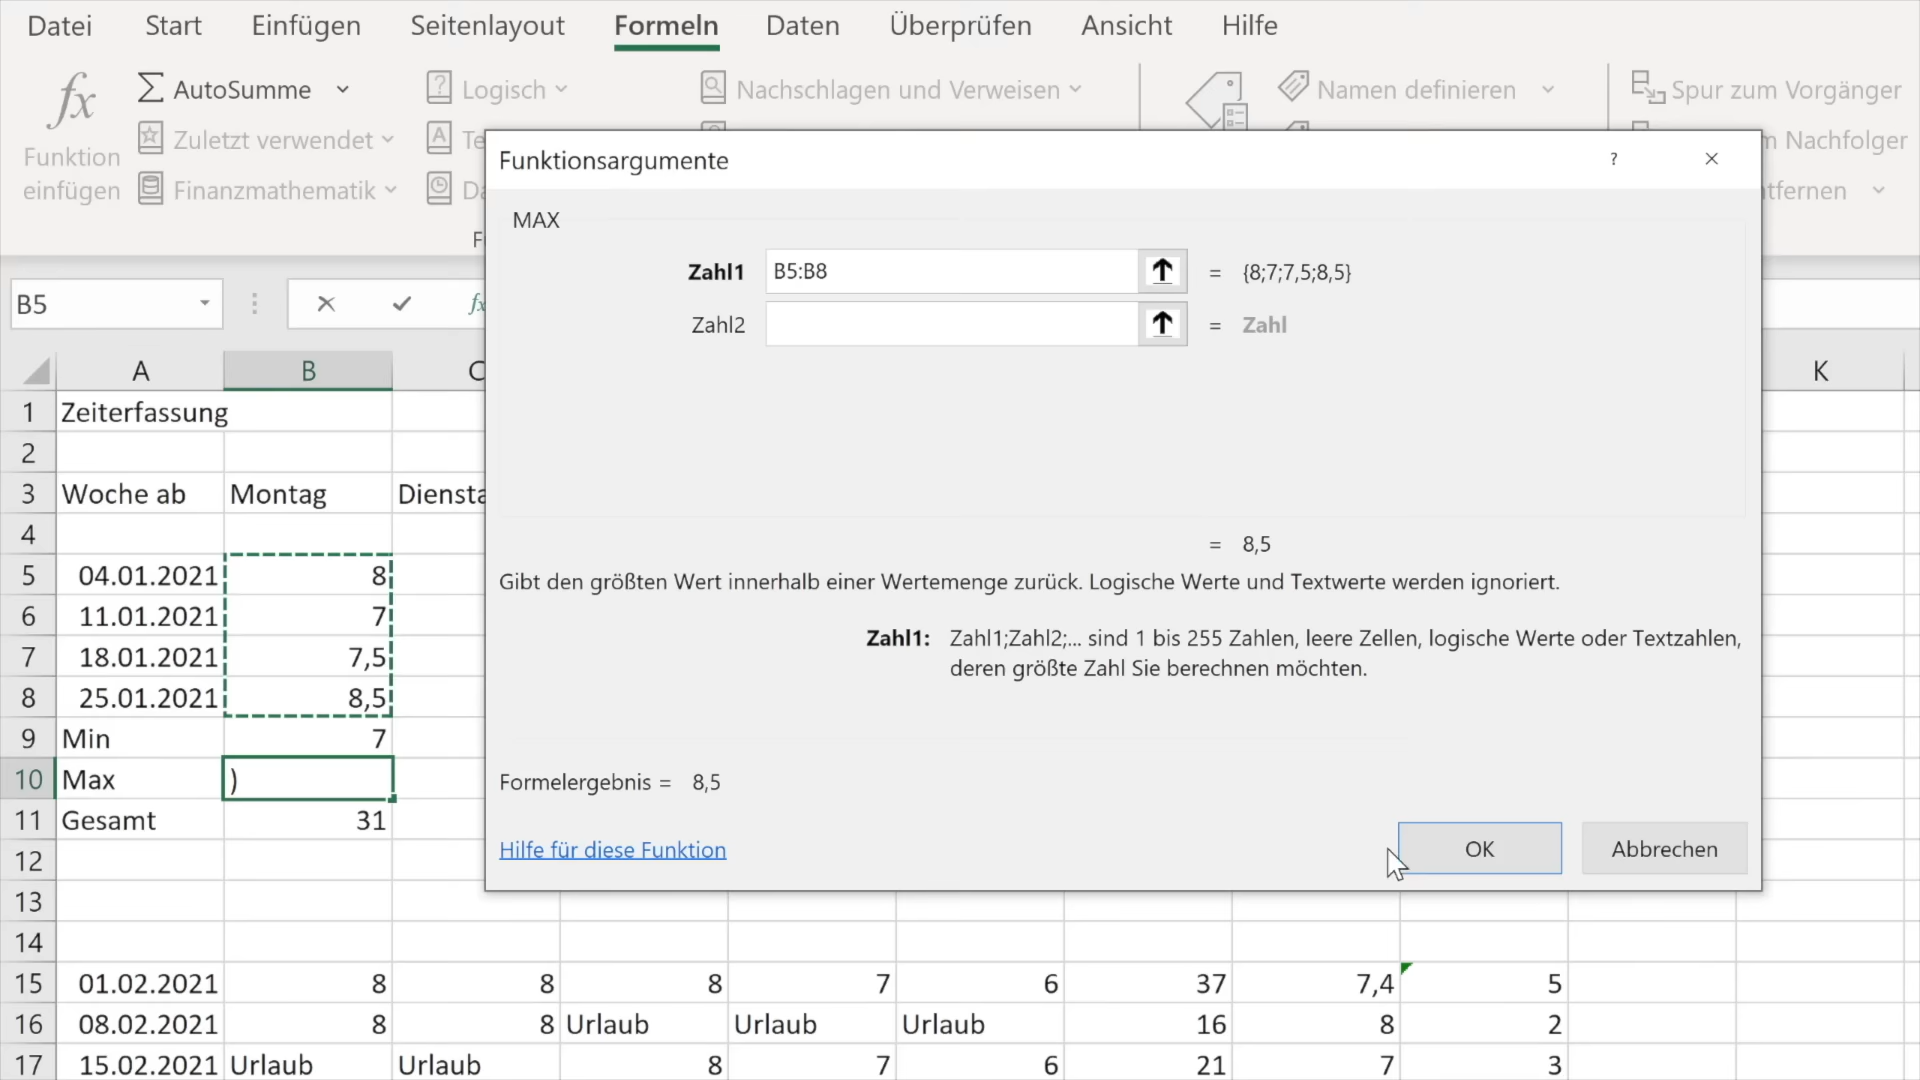 Datei Start Einfügen Seitenlayout Formeln Daten Überprüfen Ansicht Hilfe
fx AutoSumme Logisch Nachschlagen und Verweisen Namen definieren Spur zum Vorgänger
Funktion einfügen Zuletzt verwendet
Finanzmathematik
Funktionsargumente ? ×
MAX
Zahl1 B5:B8 = {8;7;7,5;8,5}
Zahl2 = Zahl
= 8,5
Gibt den größten Wert innerhalb einer Wertemenge zurück. Logische Werte und Textwerte werden ignoriert.
Zahl1: Zahl1;Zahl2;... sind 1 bis 255 Zahlen, leere Zellen, logische Werte oder Textzahlen,
deren größte Zahl Sie berechnen möchten.
Formelergebnis = 8,5
Hilfe für diese Funktion OK Abbrechen
B5 fx
A B C K
1 Zeiterfassung
2
3 Woche ab Montag Diensta
4
5 04.01.2021 8
6 11.01.2021 7
7 18.01.2021 7,5
8 25.01.2021 8,5
9 Min 7
10 Max )
11 Gesamt 31
12
13
14
15 01.02.2021 8 8 8 7 6 37 7,4 5
16 08.02.2021 8 8 Urlaub Urlaub Urlaub 16 8 2
17 15.02.2021 Urlaub Urlaub 8 7 6 21 7 3